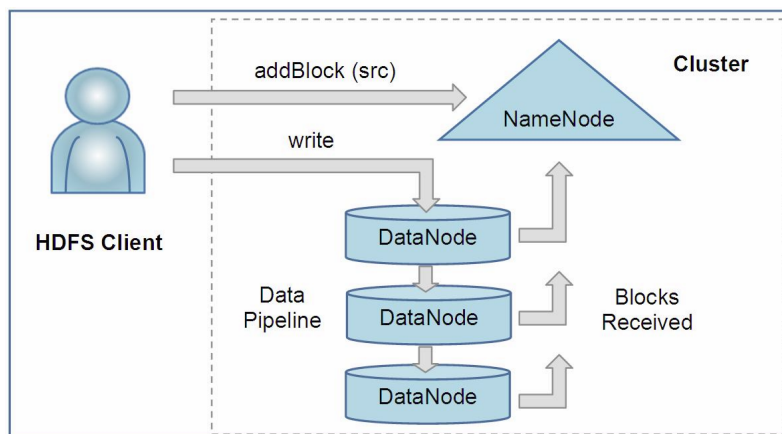 addBlock (src)
Cluster
NameNode
write
HDFS Client
DataNode
Data
Pipeline
DataNode
Blocks
Received
DataNode